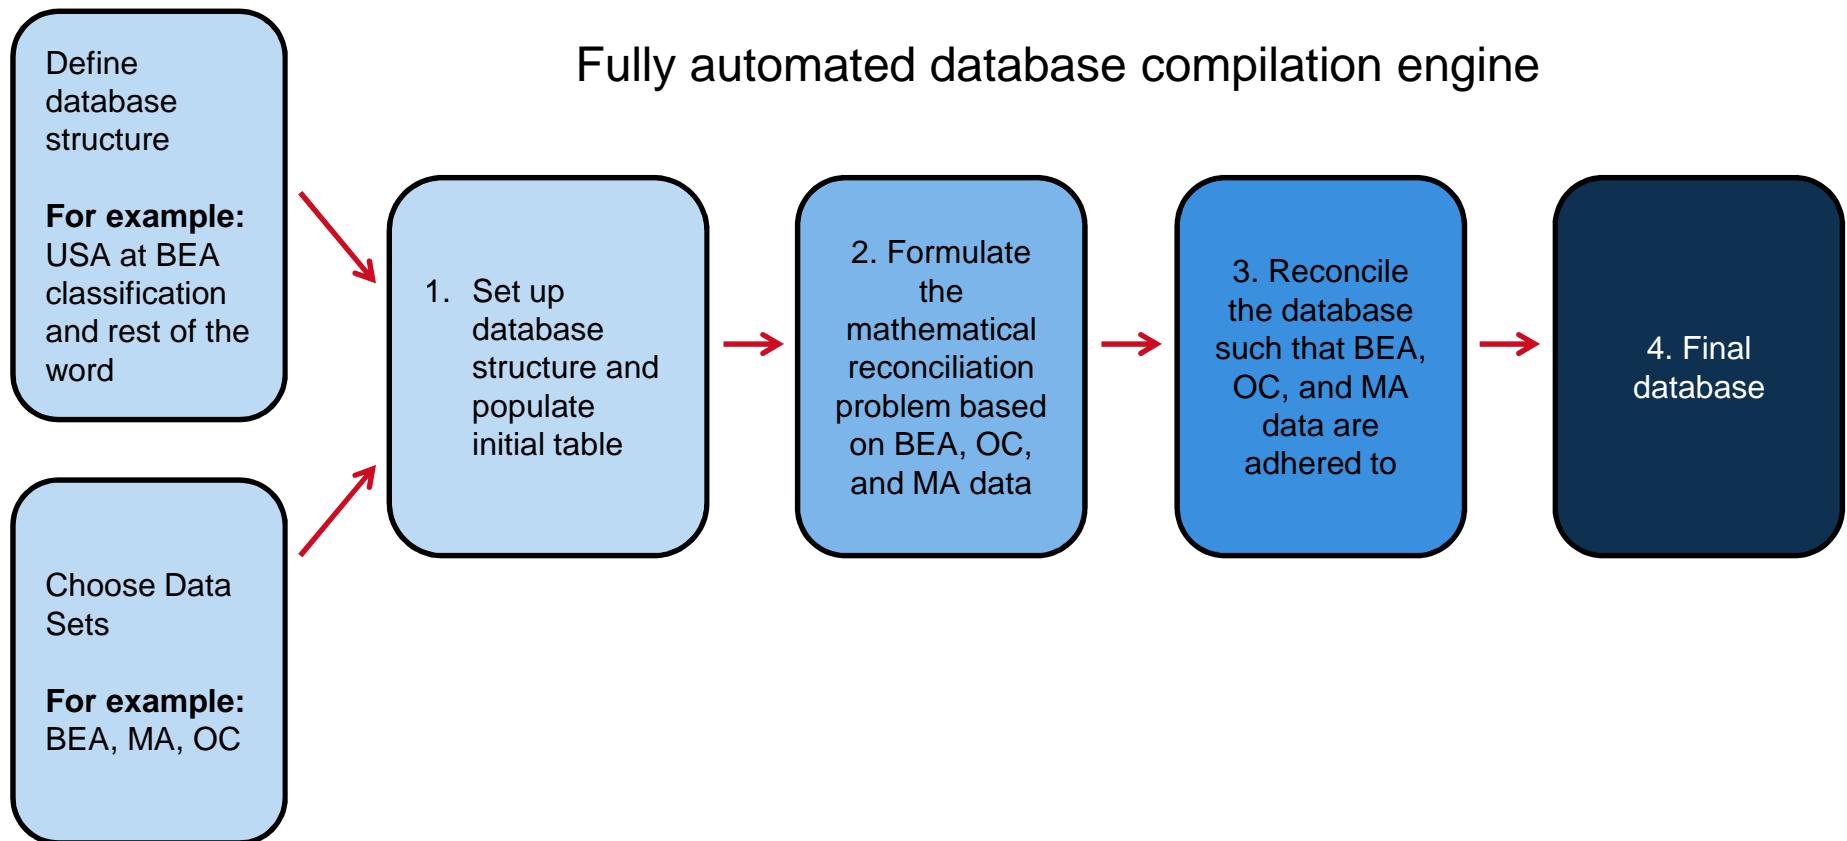 Fully automated database compilation engine
Define
database
structure
For example:
USA at BEA
classification
and rest of the
word
Choose Data
Sets
For example:
BEA, MA, OC
1. Set up
database
structure and
populate
initial table
2. Formulate
the
mathematical
reconciliation
problem based
on BEA, OC,
and MA data
3. Reconcile
the database
such that BEA,
OC, and MA
data are
adhered to
4. Final
database